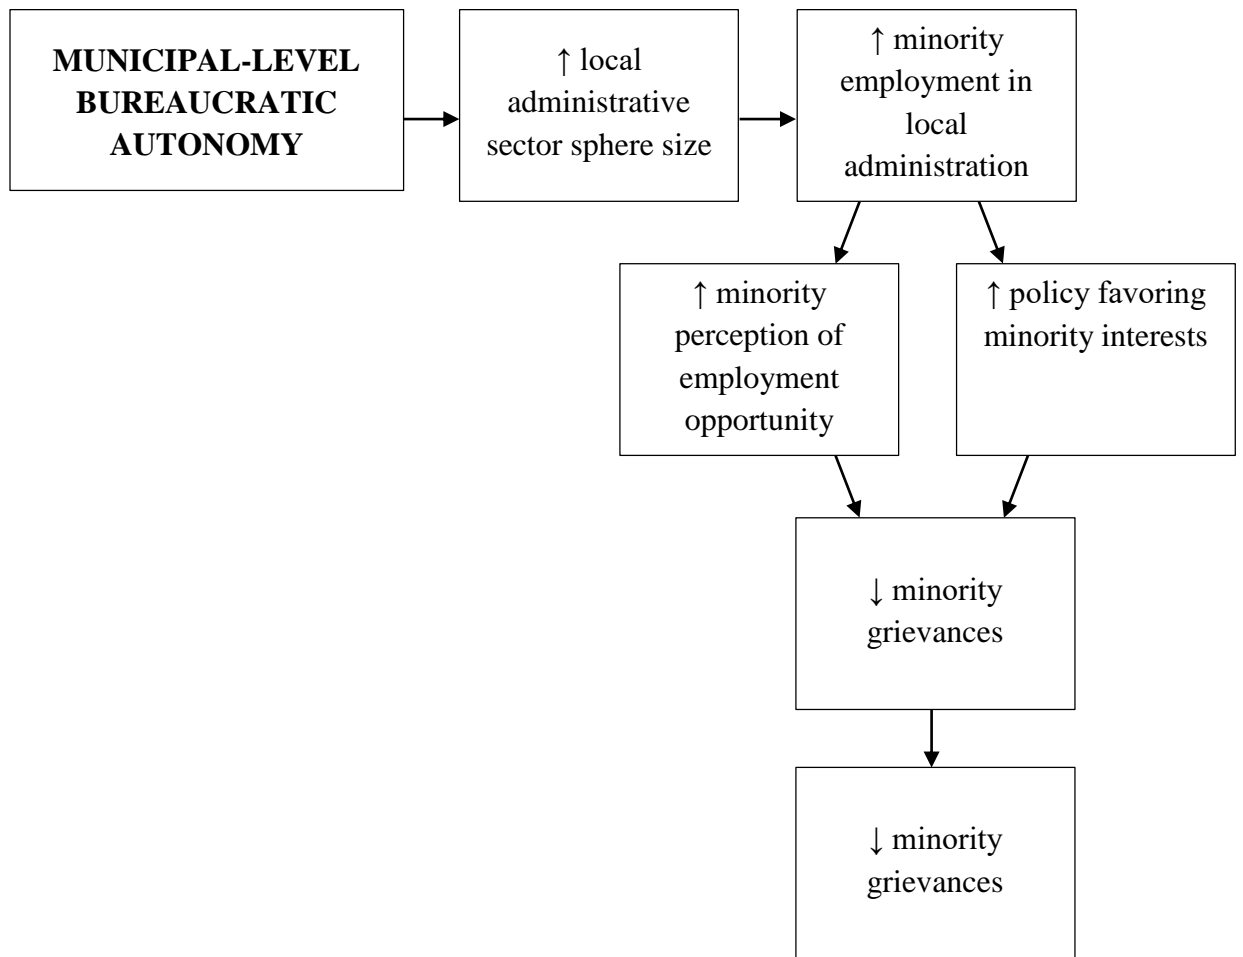 MUNICIPAL-LEVEL
BUREAUCRATIC
AUTONOMY
↑ local
administrative
sector sphere size
↑ minority
employment in
local
administration
↑ minority
perception of
employment
opportunity
↑ policy favoring
minority interests
↓ minority
grievances
↓ minority
grievances